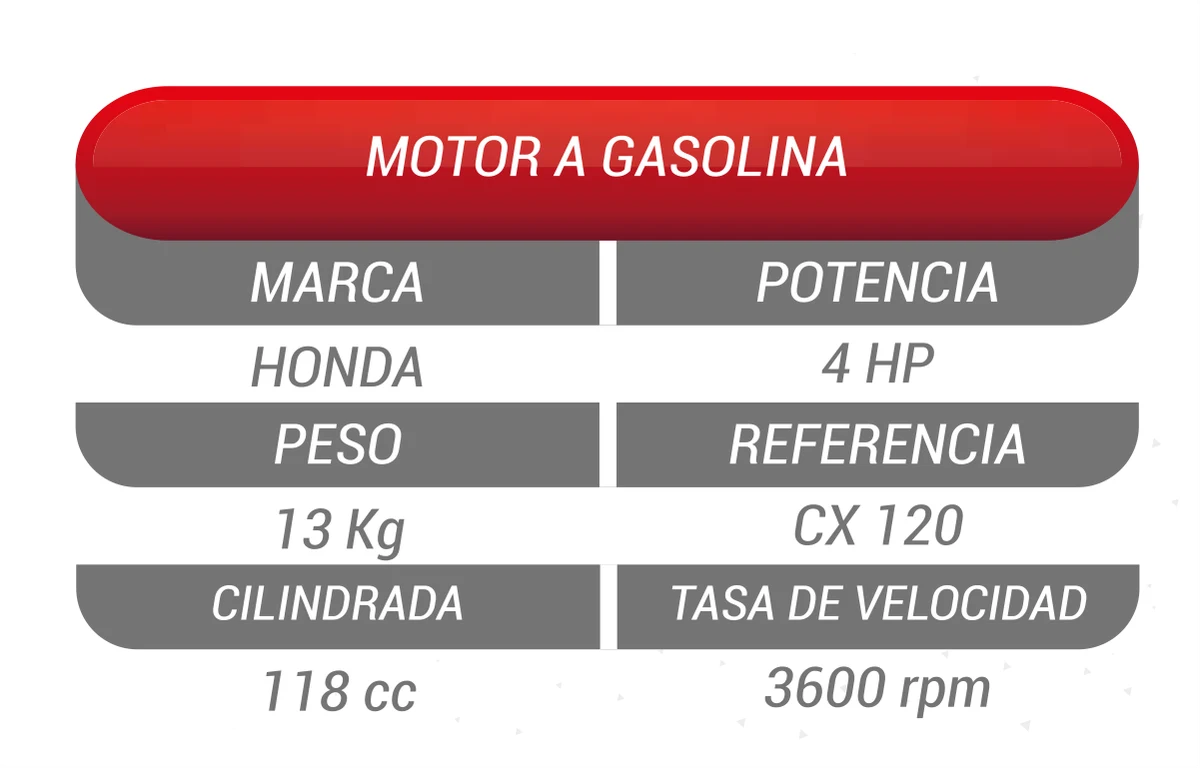 MOTOR A GASOLINA
MARCA POTENCIA
HONDA 4 HP
PESO REFERENCIA
13 Kg CX 120
CILINDRADA TASA DE VELOCIDAD
118 cc 3600 rpm